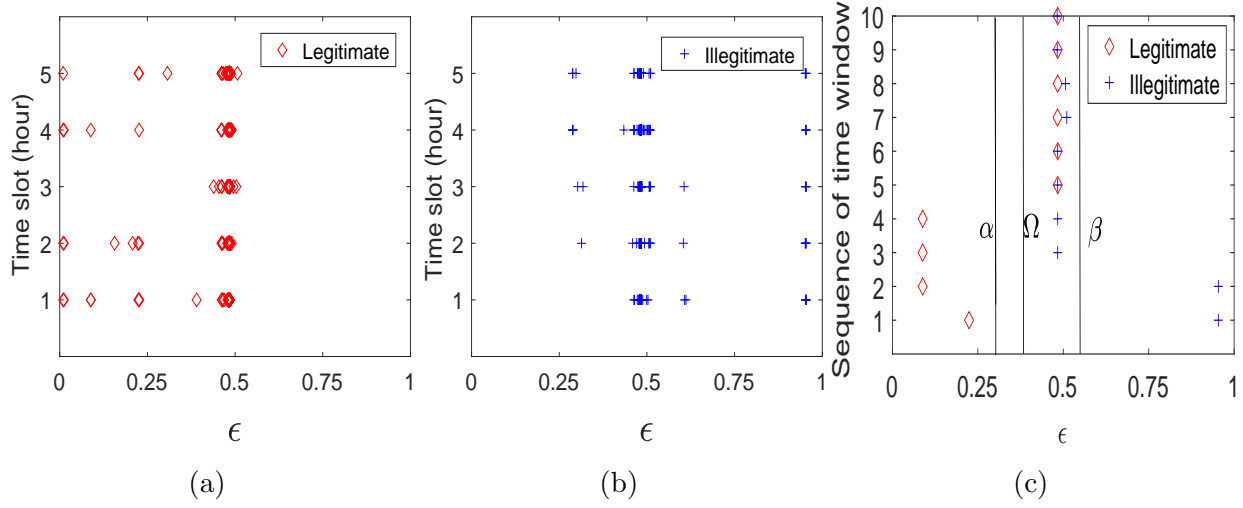 Time slot (hour)
5
4
3
2
1
0
0.25
0.5
0.75
1
ϵ
Legitimate
(a)
Time slot (hour)
5
4
3
2
1
0
0.25
0.5
0.75
1
ϵ
Illegitimate
(b)
Sequence of time window
10
9
8
7
6
5
4
3
2
1
0
0.25
0.5
0.75
1
ϵ
Legitimate
Illegitimate
α
Ω
β
(c)